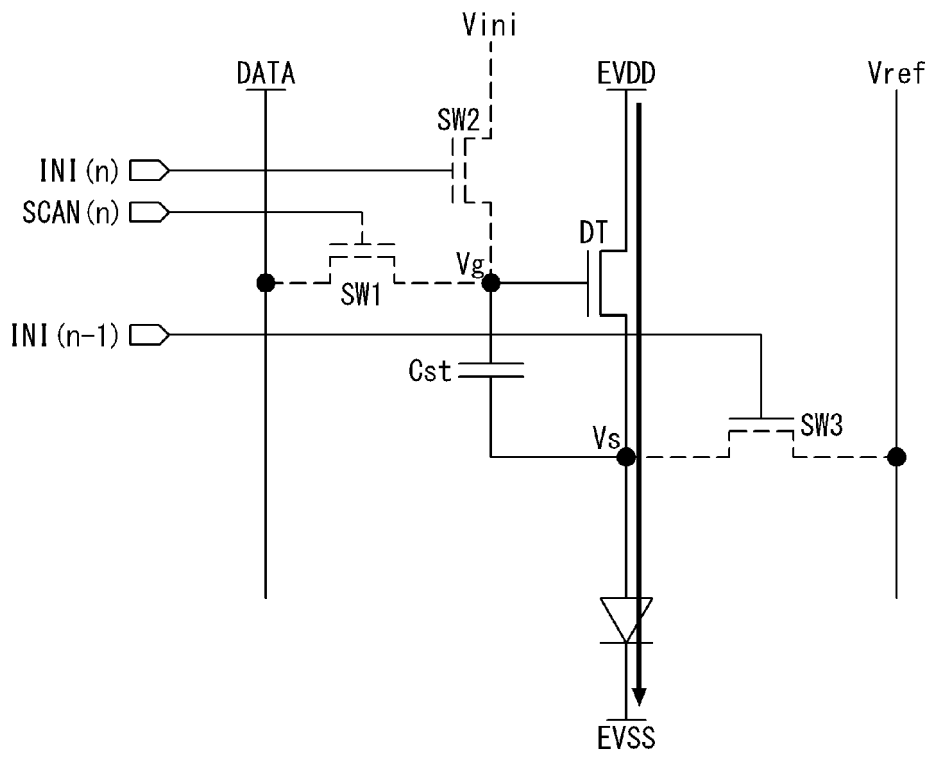 Vini
DATA
EVDD
Vref
SW2
INI(n)
SCAN(n)
DT
Vg
SW1
INI(n-1)
Cst
SW3
Vs
EVSS